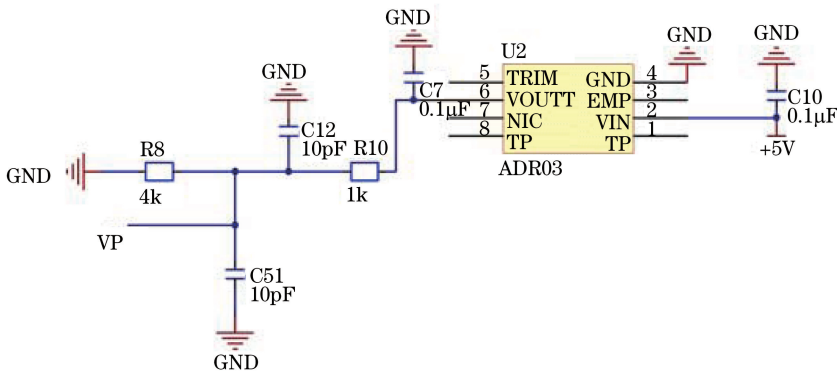 GND
GND
GND
U2
5 TRIM GND 4
6 VOUTT EMP 3
7 NIC VIN 2
8 TP TP 1
ADR03
C7
0.1μF
C10
0.1μF
+5V
GND
C12
10pF
R10
1k
R8
4k
GND
VP
C51
10pF
GND